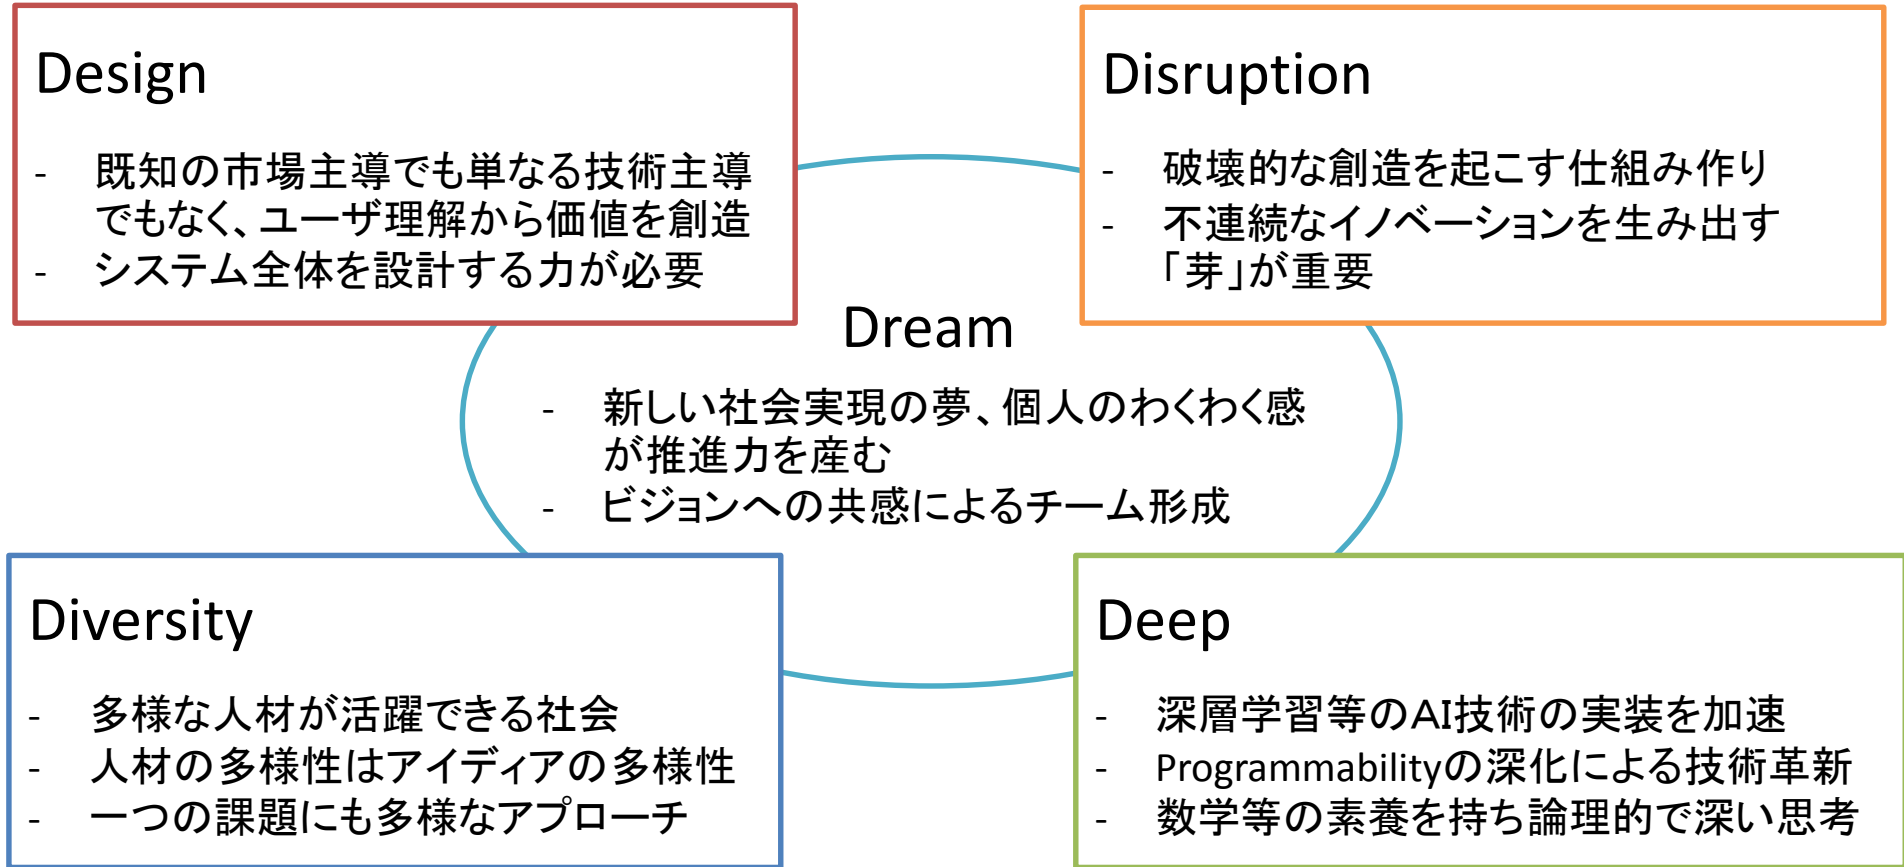 Design
- 既知の市場主導でも単なる技術主導
でもなく、ユーザ理解から価値を創造
- システム全体を設計する力が必要
Disruption
- 破壊的な創造を起こす仕組み作り
- 不連続なイノベーションを生み出す
「芽」が重要
Dream
- 新しい社会実現の夢、個人のわくわく感
が推進力を産む
- ビジョンへの共感によるチーム形成
Diversity
- 多様な人材が活躍できる社会
- 人材の多様性はアイディアの多様性
- 一つの課題にも多様なアプローチ
Deep
- 深層学習等のAI技術の実装を加速
- Programmabilityの深化による技術革新
- 数学等の素養を持ち論理的で深い思考